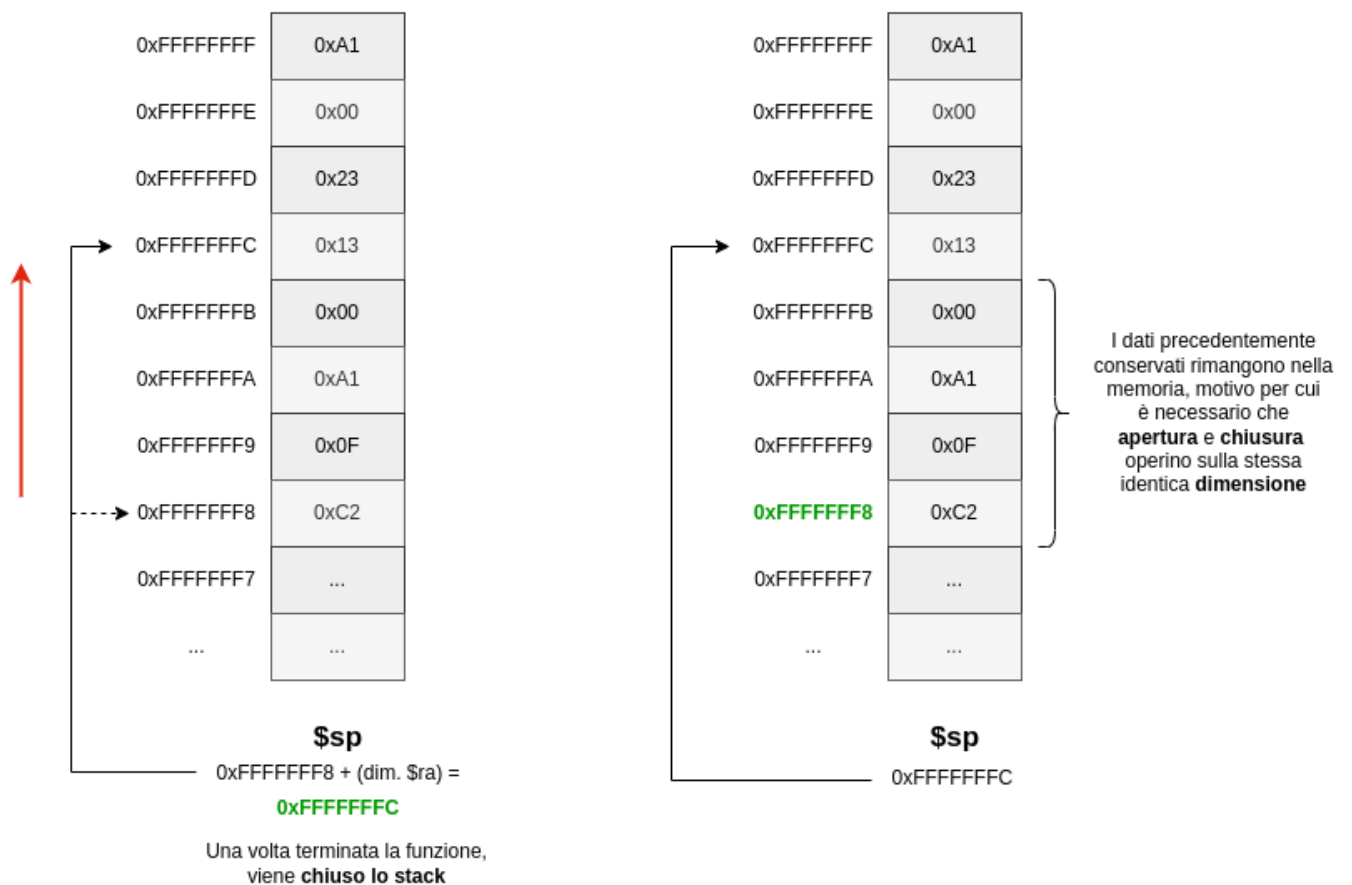 0xFFFFFFFF 0xA1
0xFFFFFFFE 0x00
0xFFFFFFFD 0x23
0xFFFFFFFC 0x13
0xFFFFFFFB 0x00
0xFFFFFFFA 0xA1
0xFFFFFFF9 0x0F
0xFFFFFFF8 0xC2
0xFFFFFFF7 ...
... ...
$sp
0xFFFFFFF8 + (dim. $ra) =
0xFFFFFFFC
Una volta terminata la funzione,
viene chiuso lo stack
0xFFFFFFFF 0xA1
0xFFFFFFFE 0x00
0xFFFFFFFD 0x23
0xFFFFFFFC 0x13
0xFFFFFFFB 0x00
0xFFFFFFFA 0xA1
0xFFFFFFF9 0x0F
0xFFFFFFF8 0xC2
0xFFFFFFF7 ...
... ...
$sp
0xFFFFFFFC
I dati precedentemente
conservati rimangono nella
memoria, motivo per cui
è necessario che
apertura e chiusura
operino sulla stessa
identica dimensione